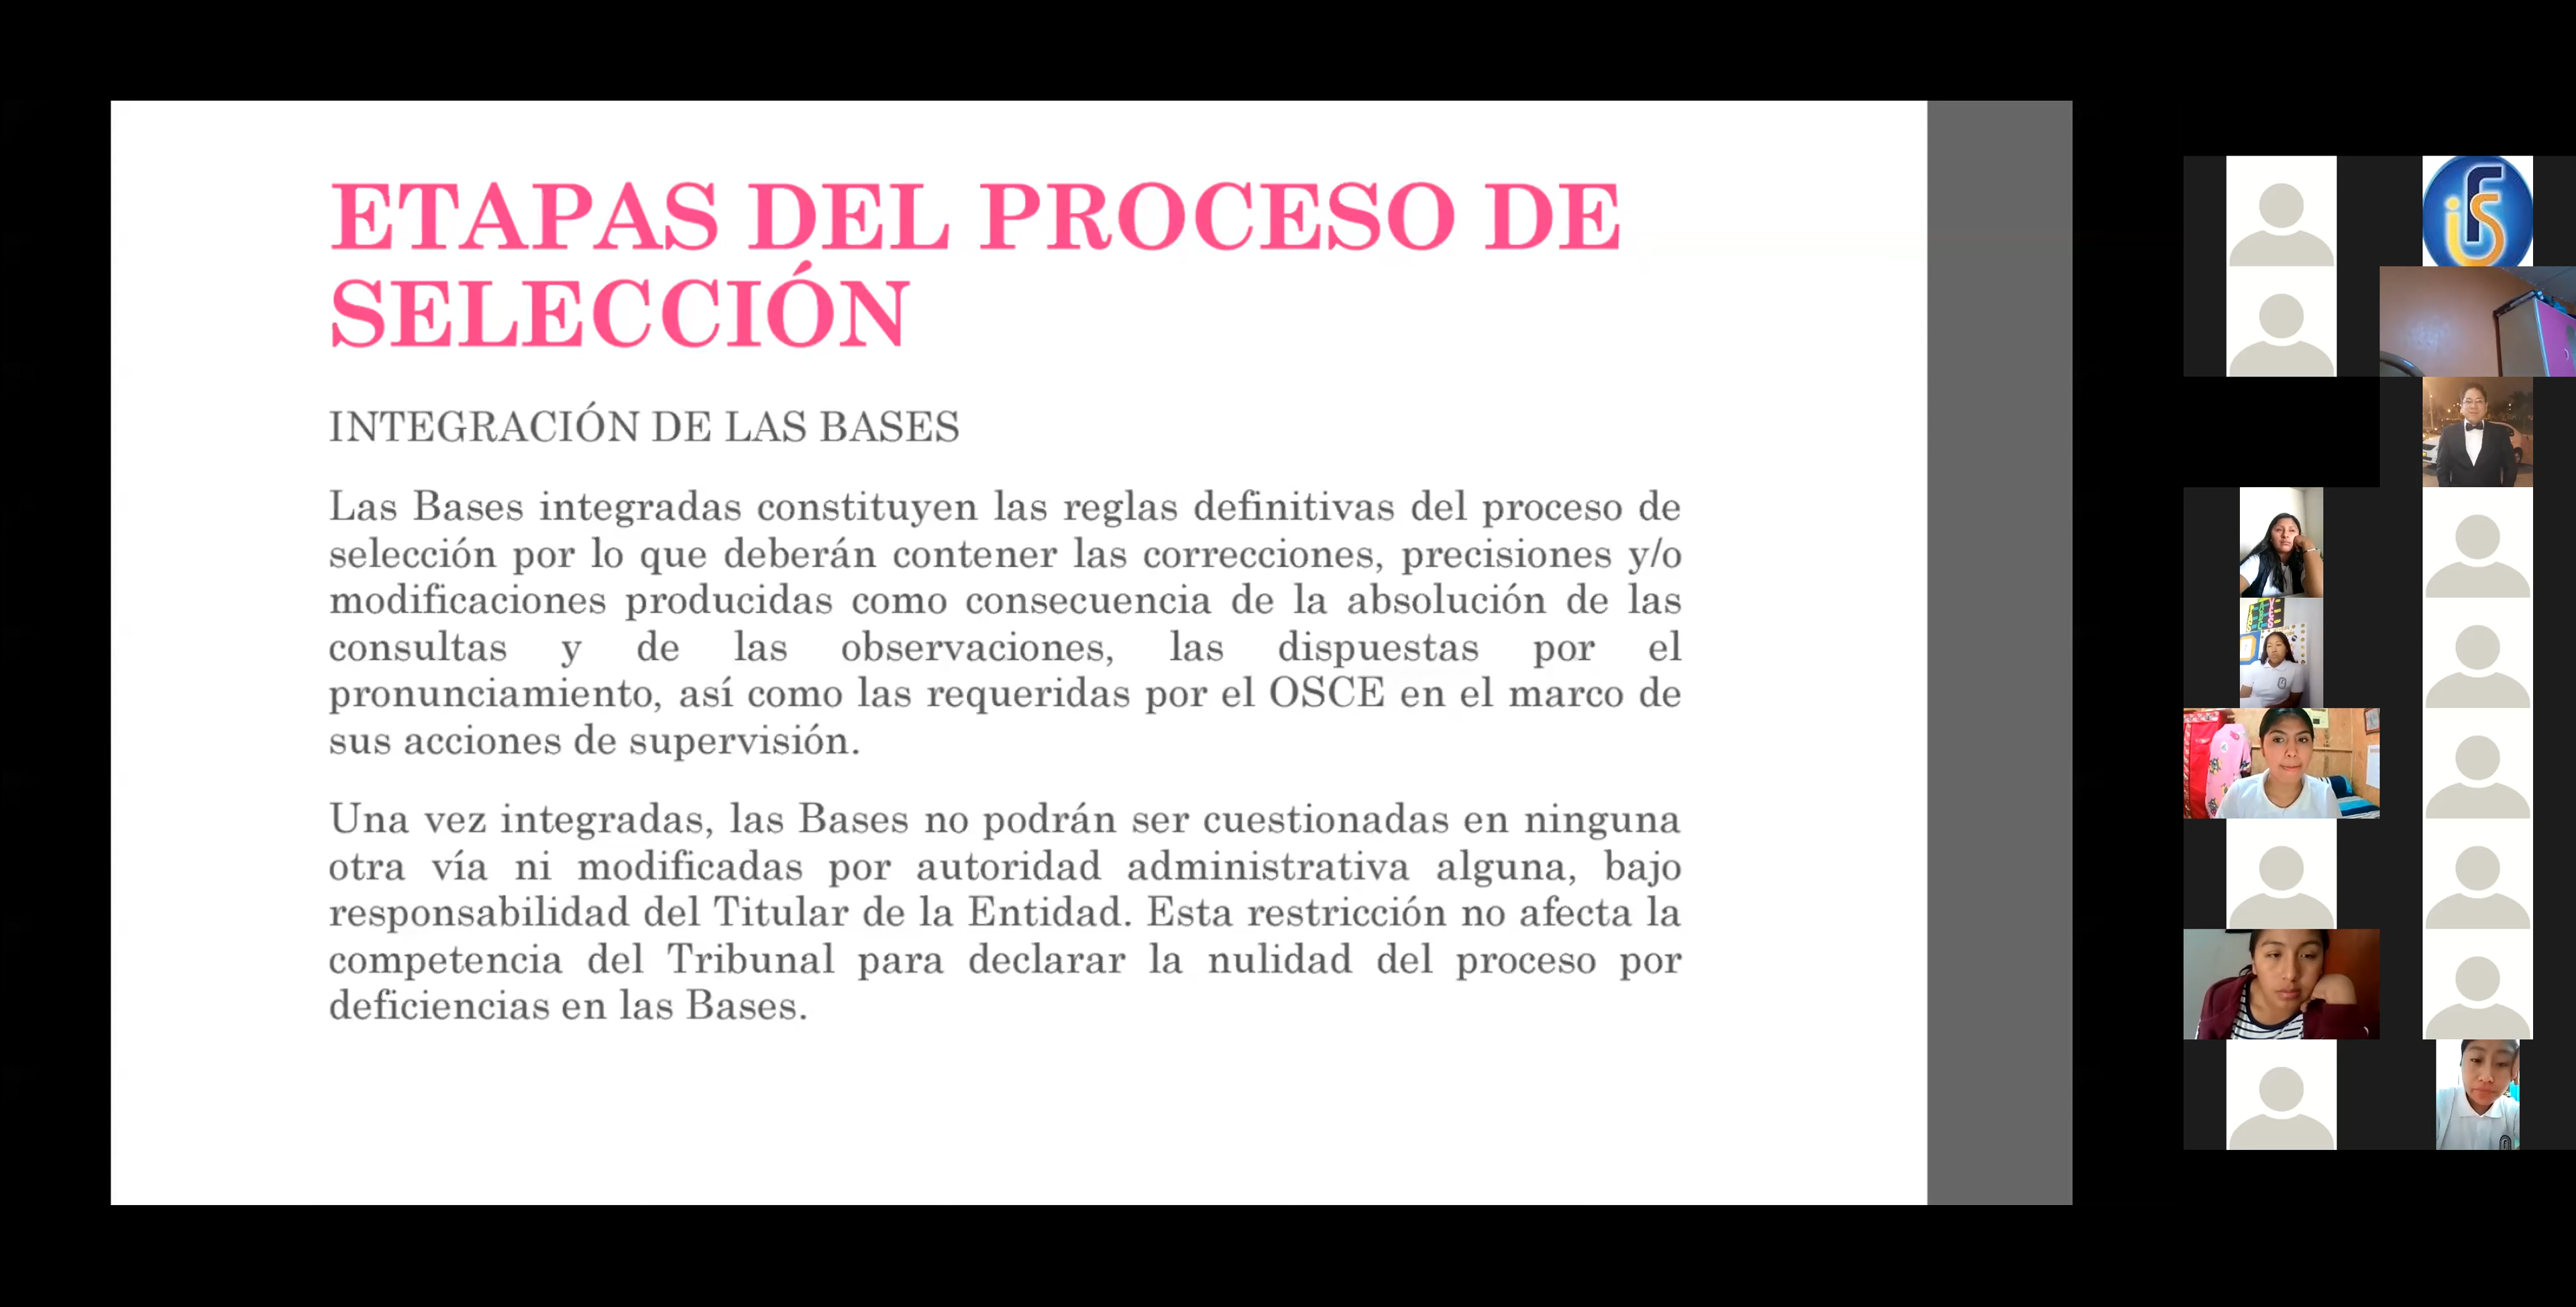 ETAPAS DEL PROCESO DE
SELECCIÓN
INTEGRACIÓN DE LAS BASES
Las Bases integradas constituyen las reglas definitivas del proceso de
selección por lo que deberán contener las correcciones, precisiones y/o
modificaciones producidas como consecuencia de la absolución de las
consultas y de las observaciones, las dispuestas por el
pronunciamiento, así como las requeridas por el OSCE en el marco de
sus acciones de supervisión.
Una vez integradas, las Bases no podrán ser cuestionadas en ninguna
otra vía ni modificadas por autoridad administrativa alguna, bajo
responsabilidad del Titular de la Entidad. Esta restricción no afecta la
competencia del Tribunal para declarar la nulidad del proceso por
deficiencias en las Bases.